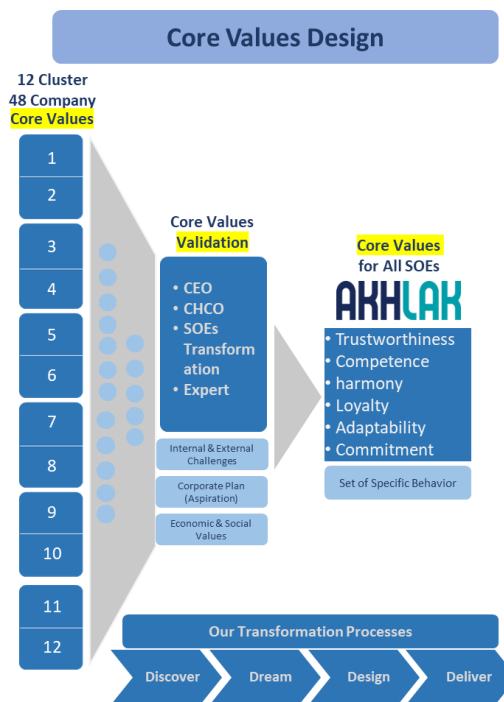 Core Values Design
12 Cluster
48 Company
Core Values
1
2
3
4
5
6
7
8
9
10
11
12
Core Values
Validation
• CEO
• CHCO
• SOEs
Transform
ation
• Expert
Internal & External
Challenges
Corporate Plan
(Aspiration)
Economic & Social
Values
Core Values
for All SOEs
AKHLAK
• Trustworthiness
• Competence
• harmony
• Loyalty
• Adaptability
• Commitment
Set of Specific Behavior
Our Transformation Processes
Discover
Dream
Design
Deliver